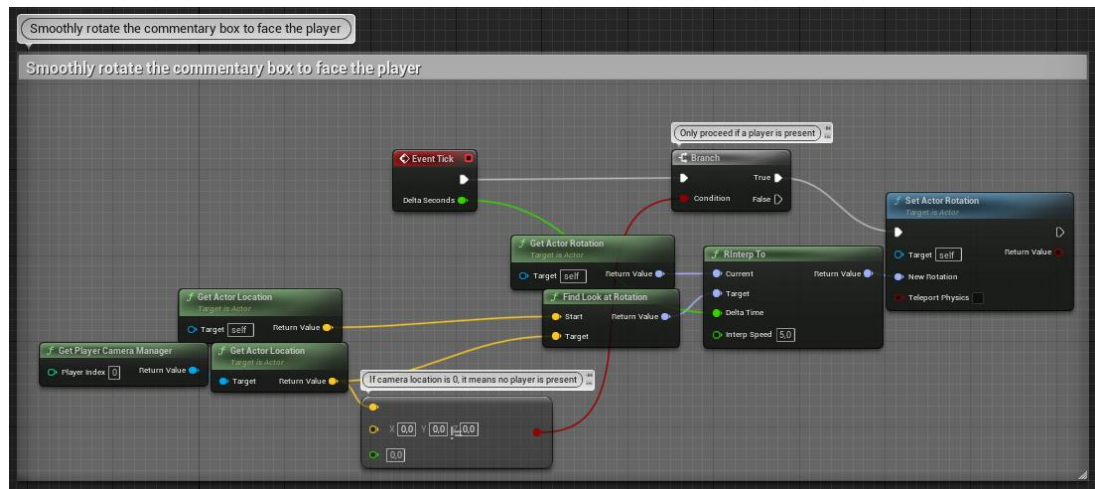 Smoothly rotate the commentary box to face the player
Smoothly rotate the commentary box to face the player
Only proceed if a player is present
Event Tick
Delta Seconds
Branch
True
Condition
False
Set Actor Rotation
Target is Actor
Target self
Return Value
New Rotation
Teleport Physics
Get Actor Rotation
Target is Actor
Target self
Return Value
RInterp To
Current
Return Value
Target
Delta Time
Interp Speed 5,0
Find Look at Rotation
Start
Return Value
Target
Get Actor Location
Target is Actor
Target self
Return Value
Get Player Camera Manager
Player Index 0
Return Value
Get Actor Location
Target is Actor
Target
Return Value
If camera location is 0, it means no player is present
X 0,0 Y 0,0 Z 0,0
0,0